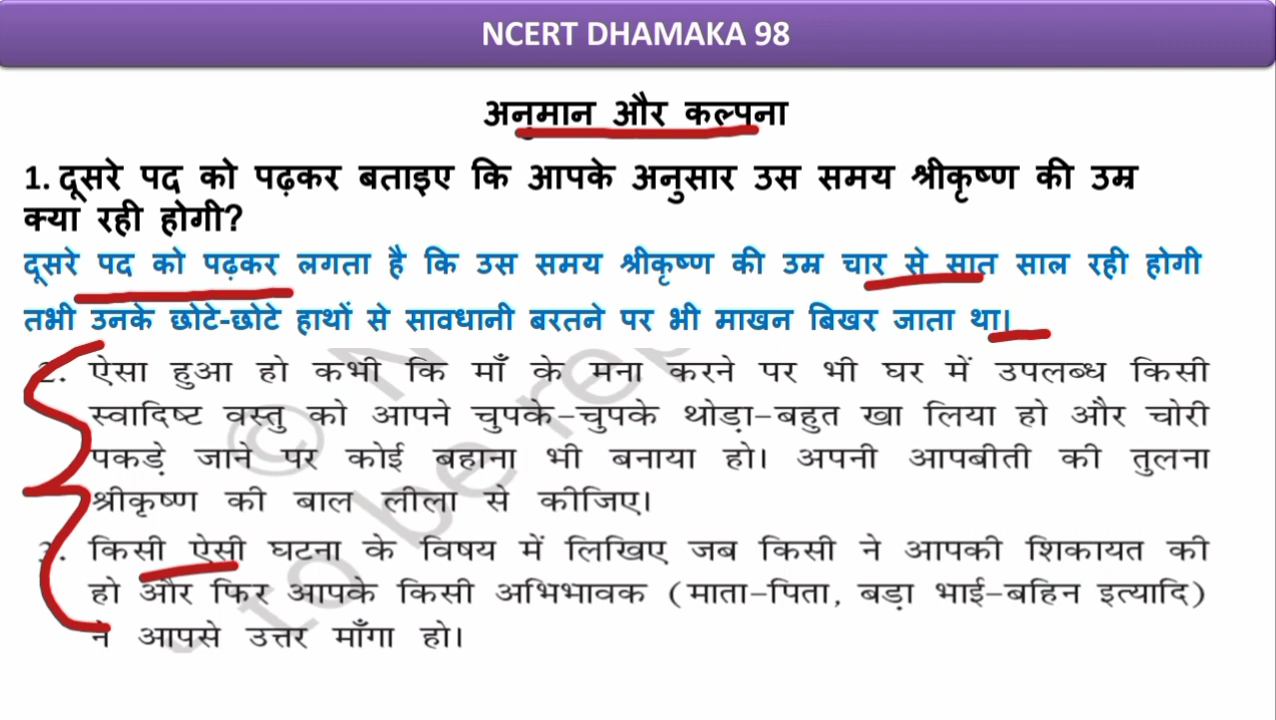 NCERT DHAMAKA 98
अनुमान और कल्पना
1. दूसरे पद को पढ़कर बताइए कि आपके अनुसार उस समय श्रीकृष्ण की उम्र
क्या रही होगी?
दूसरे पद को पढ़कर लगता है कि उस समय श्रीकृष्ण की उम्र चार से सात साल रही होगी
तभी उनके छोटे-छोटे हाथों से सावधानी बरतने पर भी माखन बिखर जाता था।
2. ऐसा हुआ हो कभी कि माँ के मना करने पर भी घर में उपलब्ध किसी
स्वादिष्ट वस्तु को आपने चुपके-चुपके थोड़ा-बहुत खा लिया हो और चोरी
पकड़े जाने पर कोई बहाना भी बनाया हो। अपनी आपबीती की तुलना
श्रीकृष्ण की बाल लीला से कीजिए।
3. किसी ऐसी घटना के विषय में लिखिए जब किसी ने आपकी शिकायत की
हो और फिर आपके किसी अभिभावक (माता-पिता, बड़ा भाई-बहिन इत्यादि)
ने आपसे उत्तर माँगा हो।